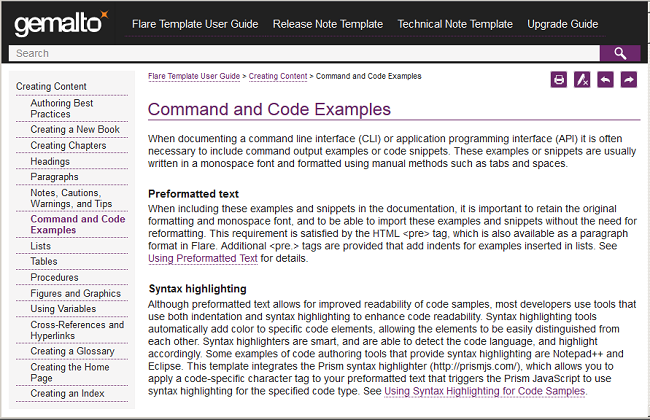 gemalto
Flare Template User Guide Release Note Template Technical Note Template Upgrade Guide
Search
Creating Content
Authoring Best
Practices
Creating a New Book
Creating Chapters
Headings
Paragraphs
Notes, Cautions,
Warnings, and Tips
Command and Code
Examples
Lists
Tables
Procedures
Figures and Graphics
Using Variables
Cross-References and
Hyperlinks
Creating a Glossary
Creating the Home
Page
Creating an Index
Flare Template User Guide > Creating Content > Command and Code Examples
Command and Code Examples
When documenting a command line interface (CLI) or application programming interface (API) it is often
necessary to include command output examples or code snippets. These examples or snippets are usually
written in a monospace font and formatted using manual methods such as tabs and spaces.
Preformatted text
When including these examples and snippets in the documentation, it is important to retain the original
formatting and monospace font, and to be able to import these examples and snippets without the need for
reformatting. This requirement is satisfied by the HTML <pre> tag, which is also available as a paragraph
format in Flare. Additional <pre.> tags are provided that add indents for examples inserted in lists. See
Using Preformatted Text for details.
Syntax highlighting
Although preformatted text allows for improved readability of code samples, most developers use tools that
use both indentation and syntax highlighting to enhance code readability. Syntax highlighting tools
automatically add color to specific code elements, allowing the elements to be easily distinguished from
each other. Syntax highlighters are smart, and are able to detect the code language, and highlight
accordingly. Some examples of code authoring tools that provide syntax highlighting are Notepad++ and
Eclipse. This template integrates the Prism syntax highlighter (http://prismjs.com/), which allows you to
apply a code-specific character tag to your preformatted text that triggers the Prism JavaScript to use
syntax highlighting for the specified code type. See Using Syntax Highlighting for Code Samples.